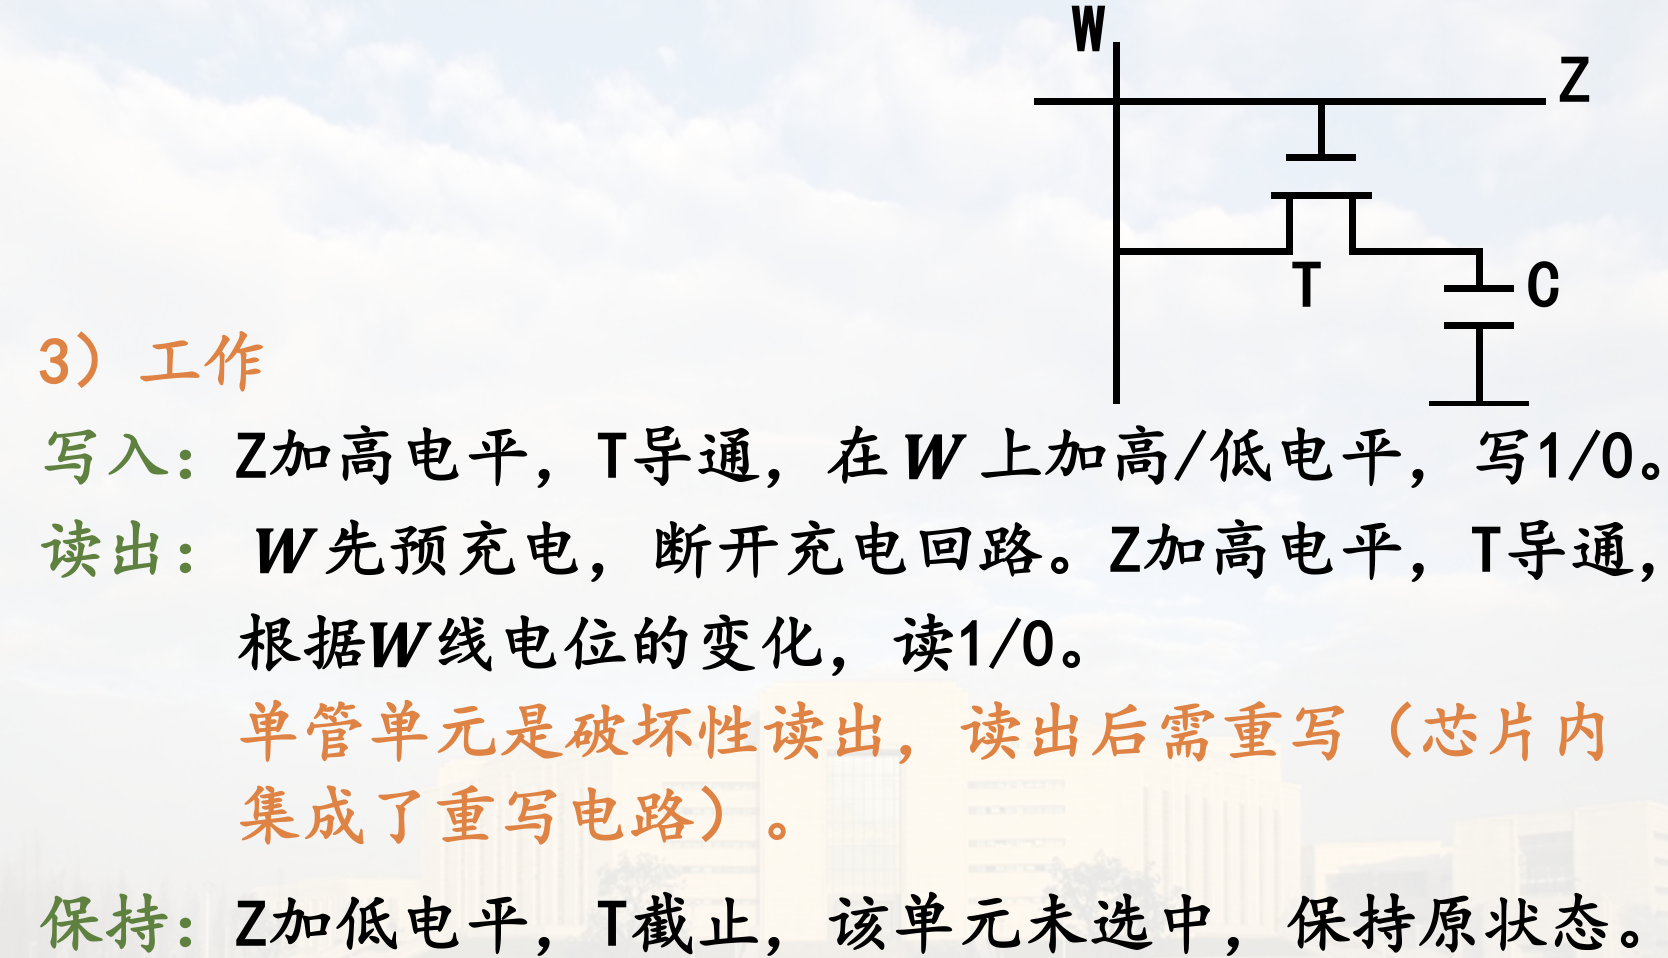 W
Z
T
C
3）工作
写入：Z加高电平，T导通，在W上加高/低电平，写1/0。
读出：W先预充电，断开充电回路。Z加高电平，T导通，
根据W线电位的变化，读1/0。
单管单元是破坏性读出，读出后需重写（芯片内
集成了重写电路）。
保持：Z加低电平，T截止，该单元未选中，保持原状态。